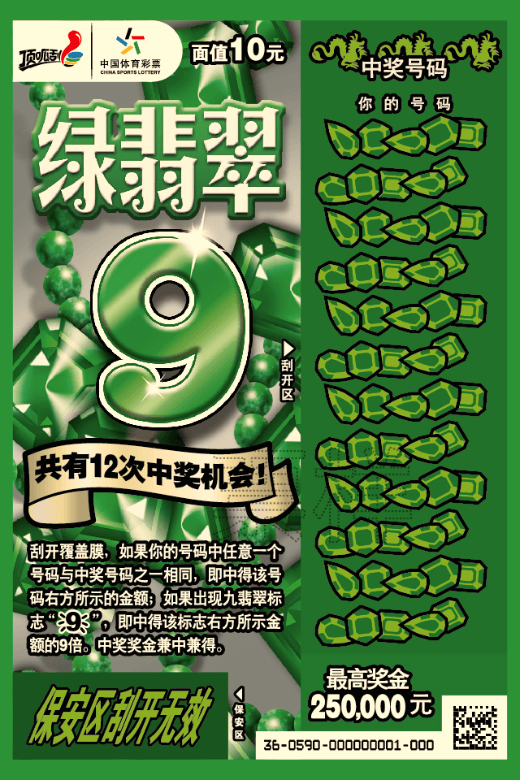 顶呱刮
中国体育彩票
CHINA SPORTS LOTTERY
面值10元
绿翡翠
9
刮开区
共有12次中奖机会!
刮开覆盖膜,如果你的号码中任意一个
号码与中奖号码之一相同,即中得该号
码右方所示的金额;如果出现九翡翠标
志“9”,即中得该标志右方所示金
额的9倍。中奖奖金兼中兼得。
保安区刮开无效
保安区
中奖号码
你的号码
最高奖金
250,000元
36-0590-000000001-000